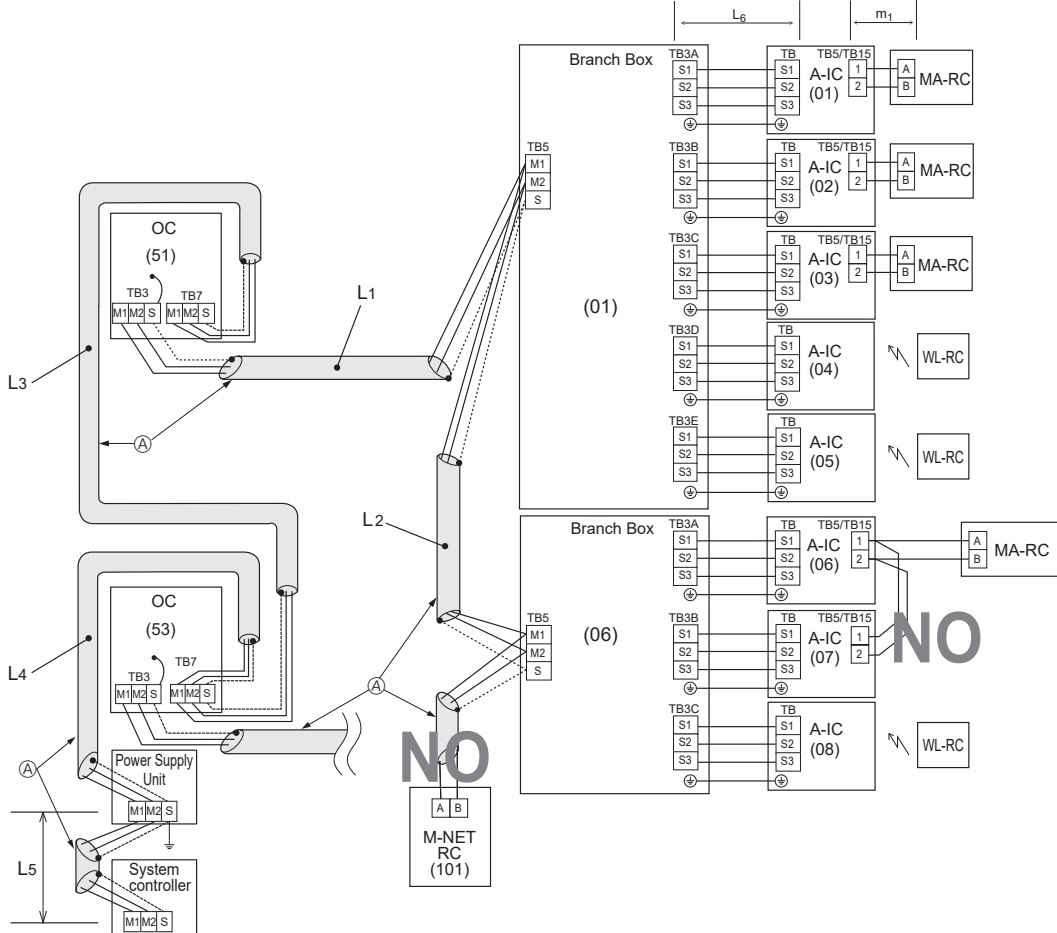 L6
m1
Branch Box
(01)
TB5
M1
M2
S
TB3A
S1
S2
S3
TB
S1
S2
S3
A-IC
(01)
TB5/TB15
1
2
A
B
MA-RC
TB3B
S1
S2
S3
TB
S1
S2
S3
A-IC
(02)
TB5/TB15
1
2
A
B
MA-RC
TB3C
S1
S2
S3
TB
S1
S2
S3
A-IC
(03)
TB5/TB15
1
2
A
B
MA-RC
TB3D
S1
S2
S3
TB
S1
S2
S3
A-IC
(04)
WL-RC
TB3E
S1
S2
S3
TB
S1
S2
S3
A-IC
(05)
WL-RC
OC
(51)
TB3
TB7
M1 M2 S
M1 M2 S
L1
L3
A
L2
OC
(53)
TB3
TB7
M1 M2 S
M1 M2 S
L4
A
A
Power Supply
Unit
M1 M2 S
L5
System
controller
M1 M2 S
NO
A B
M-NET
RC
(101)
Branch Box
(06)
TB5
M1
M2
S
TB3A
S1
S2
S3
TB
S1
S2
S3
A-IC
(06)
TB5/TB15
1
2
A
B
MA-RC
NO
TB3B
S1
S2
S3
TB
S1
S2
S3
A-IC
(07)
TB5/TB15
1
2
TB3C
S1
S2
S3
TB
S1
S2
S3
A-IC
(08)
WL-RC